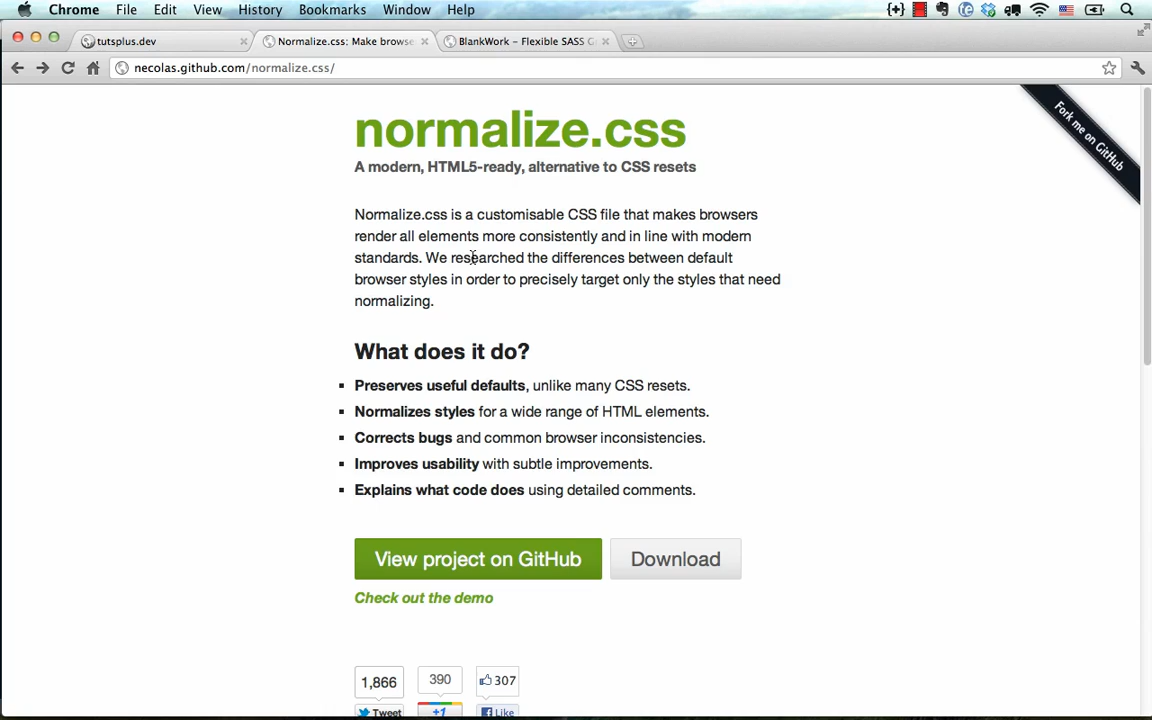 Chrome File Edit View History Bookmarks Window Help
tutsplus.dev Normalize.css: Make browse BlankWork – Flexible SASS G
necolas.github.com/normalize.css/
Fork me on GitHub
normalize.css
A modern, HTML5-ready, alternative to CSS resets
Normalize.css is a customisable CSS file that makes browsers
render all elements more consistently and in line with modern
standards. We researched the differences between default
browser styles in order to precisely target only the styles that need
normalizing.
What does it do?
Preserves useful defaults, unlike many CSS resets.
Normalizes styles for a wide range of HTML elements.
Corrects bugs and common browser inconsistencies.
Improves usability with subtle improvements.
Explains what code does using detailed comments.
View project on GitHub Download
Check out the demo
1,866 390 307
Tweet +1 Like